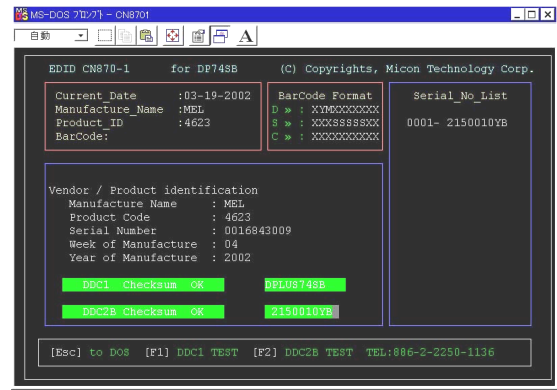 MS-DOS プロンプト - CN8701
自動
A
EDID CN870-1 for DP74SB (C) Copyrights, Micon Technology Corp.
Current_Date :03-19-2002
Manufacture_Name :MEL
Product_ID :4623
BarCode:
BarCode Format
D » : XYMXXXXXXX
S » : XXXSSSSSXX
C » : XXXXXXXXXX
Serial_No_List
0001- 2150010YB
Vendor / Product identification
Manufacture Name : MEL
Product Code : 4623
Serial Number : 0016843009
Week of Manufacture : 04
Year of Manufacture : 2002
DDC1 Checksum OK DPLUS74SB
DDC2B Checksum OK 2150010YB
[Esc] to DOS [F1] DDC1 TEST [F2] DDC2B TEST TEL:886-2-2250-1136